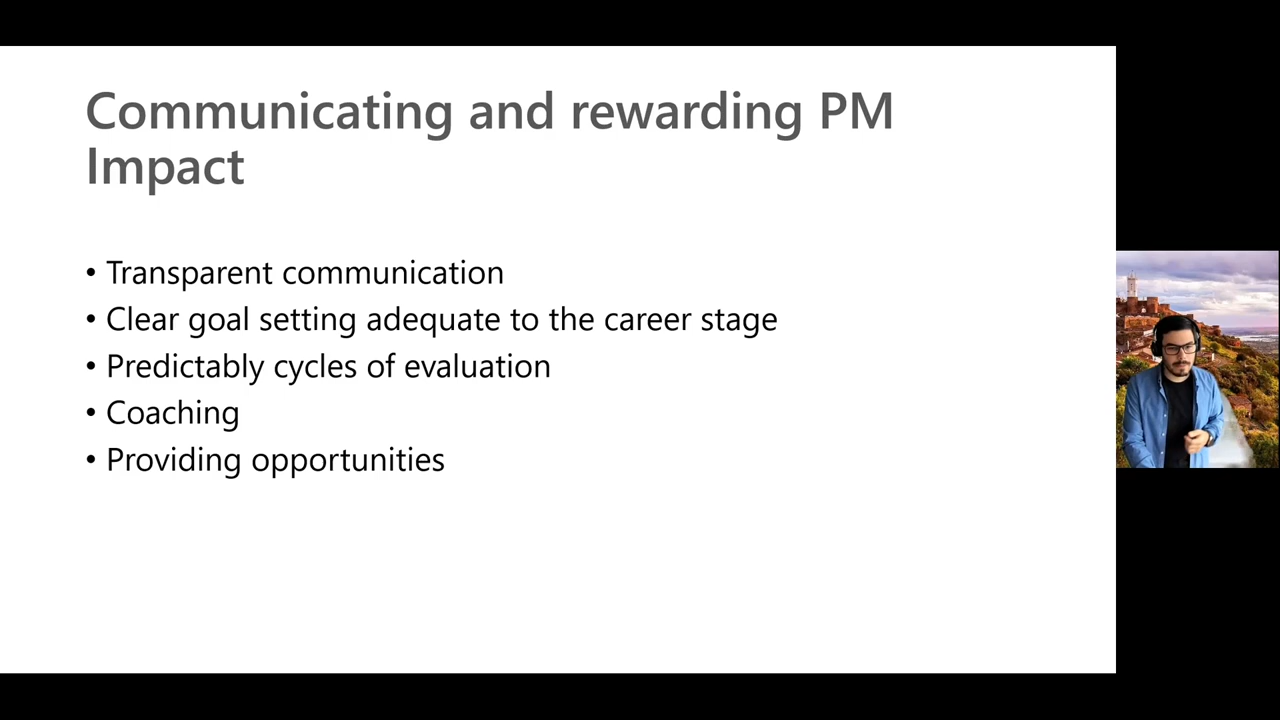 Communicating and rewarding PM
Impact
• Transparent communication
• Clear goal setting adequate to the career stage
• Predictably cycles of evaluation
• Coaching
• Providing opportunities